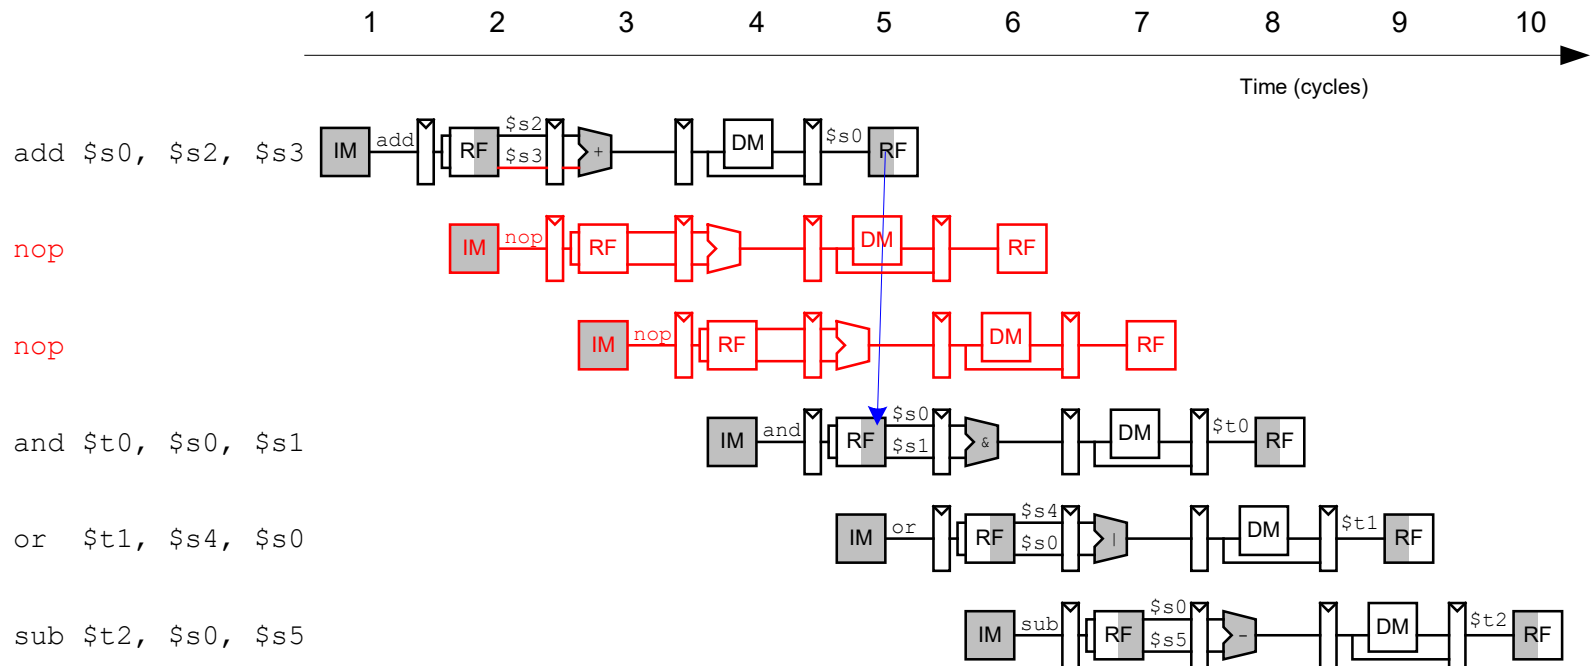 1 2 3 4 5 6 7 8 9 10
Time (cycles)
add $s0, $s2, $s3 IM add RF $s2 $s3 + DM $s0 RF
nop IM nop RF DM RF
nop IM nop RF DM RF
and $t0, $s0, $s1 IM and RF $s0 $s1 & DM $t0 RF
or $t1, $s4, $s0 IM or RF $s4 $s0 | DM $t1 RF
sub $t2, $s0, $s5 IM sub RF $s0 $s5 - DM $t2 RF